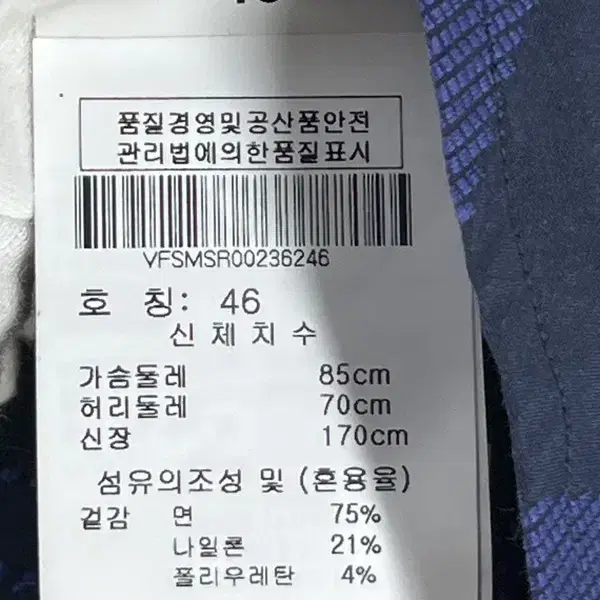 품질경영및공산품안전
관리법에의한품질표시
VFSMSR00236246
호 칭: 46
신체치수
가슴둘레 85cm
허리둘레 70cm
신장 170cm
섬유의조성 및 (혼용율)
겉감 면 75%
나일론 21%
폴리우레탄 4%